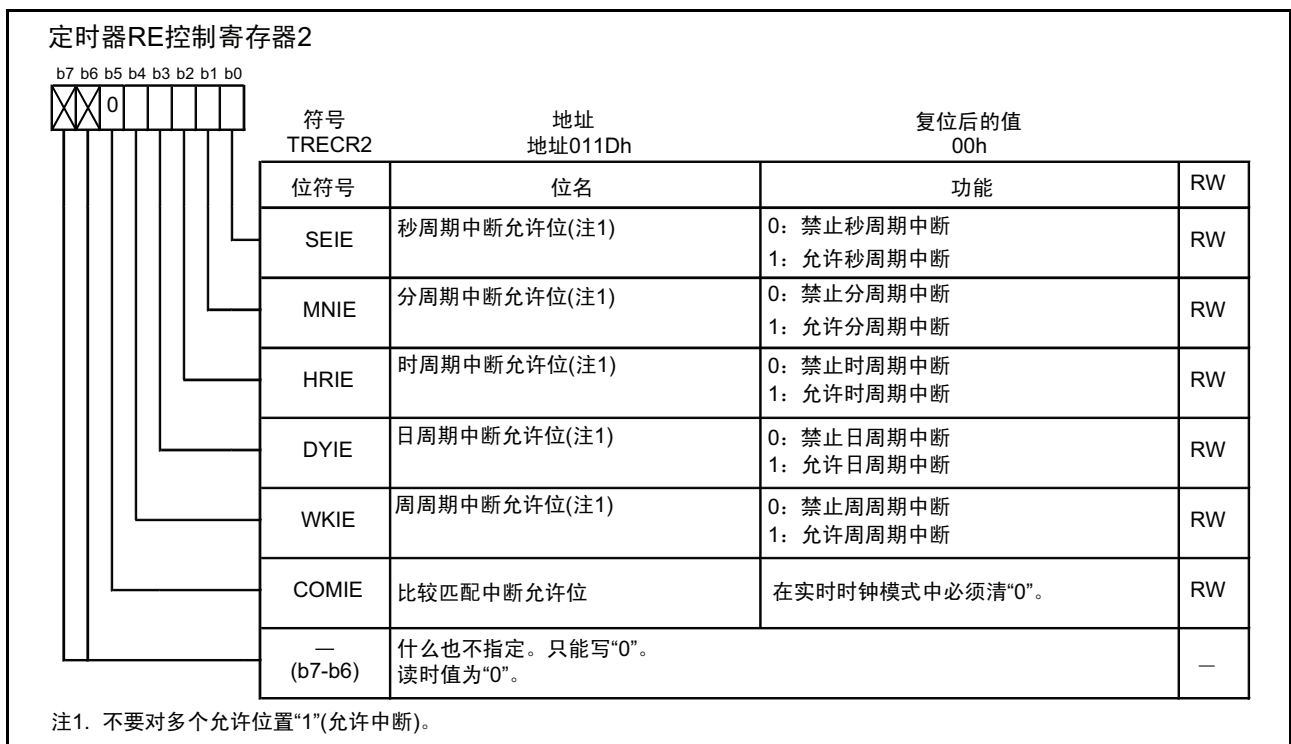 定时器RE控制寄存器2
b7 b6 b5 b4 b3 b2 b1 b0
0
符号 地址 复位后的值
TRECR2 地址011Dh 00h
位符号 位名 功能 RW
SEIE 秒周期中断允许位(注1) 0：禁止秒周期中断 RW
1：允许秒周期中断
MNIE 分周期中断允许位(注1) 0：禁止分周期中断 RW
1：允许分周期中断
HRIE 时周期中断允许位(注1) 0：禁止时周期中断 RW
1：允许时周期中断
DYIE 日周期中断允许位(注1) 0：禁止日周期中断 RW
1：允许日周期中断
WKIE 周周期中断允许位(注1) 0：禁止周周期中断 RW
1：允许周周期中断
COMIE 比较匹配中断允许位 在实时时钟模式中必须清“0”。 RW
— 什么也不指定。只能写“0”。 —
(b7-b6) 读时值为“0”。
注1. 不要对多个允许位置“1”(允许中断)。